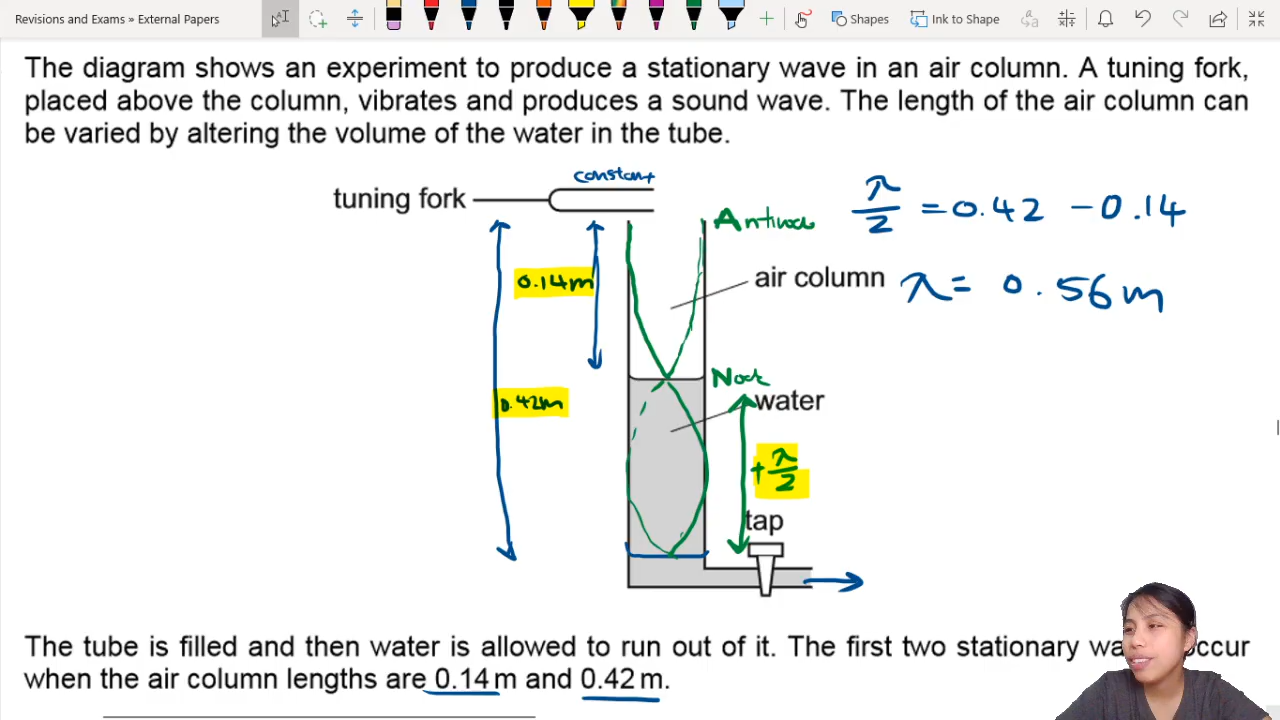 Revisions and Exams » External Papers
Shapes
Ink to Shape
The diagram shows an experiment to produce a stationary wave in an air column. A tuning fork,
placed above the column, vibrates and produces a sound wave. The length of the air column can
be varied by altering the volume of the water in the tube.
constant
tuning fork
λ/2 = 0.42 - 0.14
Antinode
0.14m
air column
λ = 0.56m
Node
0.42m
water
+λ/2
tap
The tube is filled and then water is allowed to run out of it. The first two stationary wa occur
when the air column lengths are 0.14 m and 0.42 m.